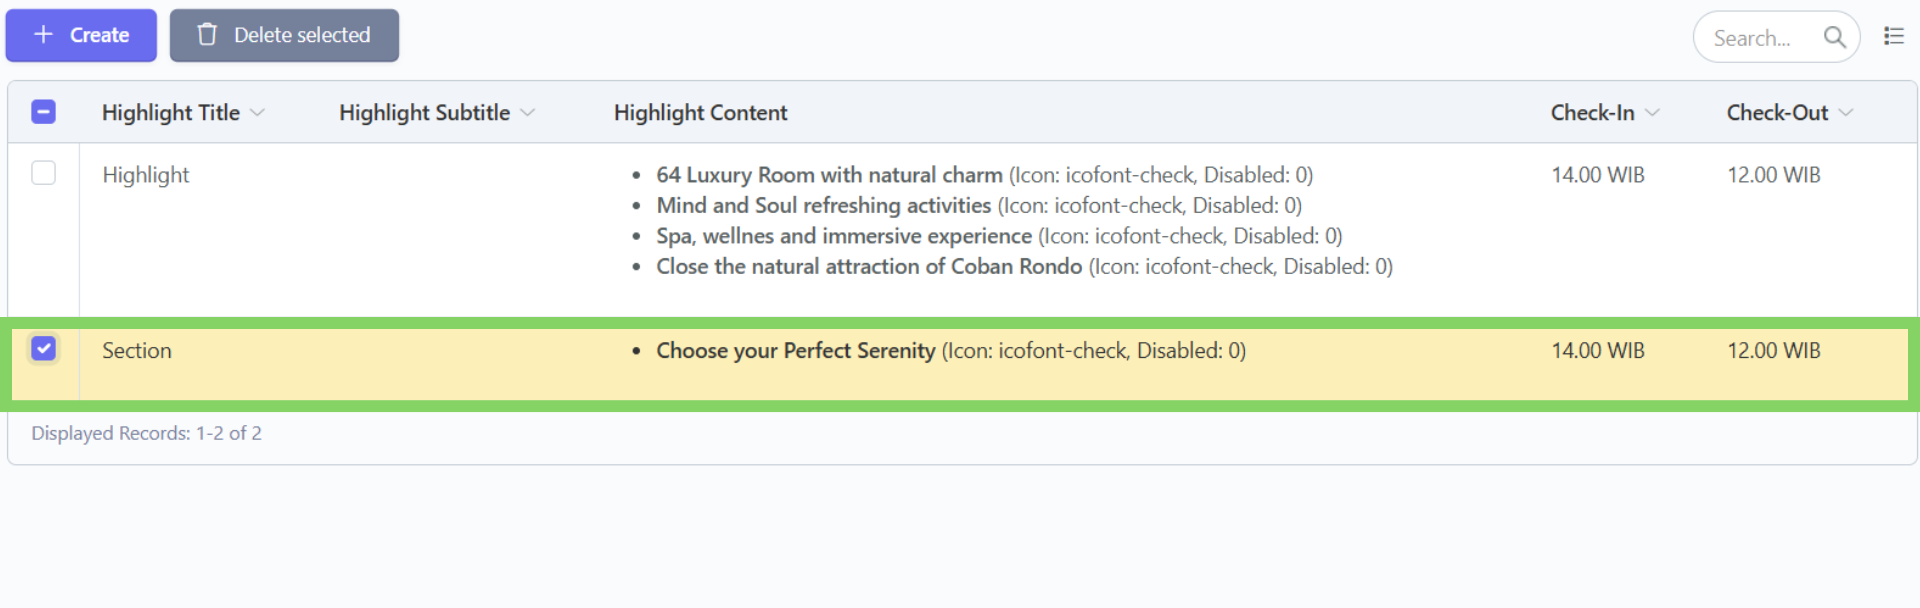 Create Delete selected Search...
Highlight Title Highlight Subtitle Highlight Content Check-In Check-Out
Highlight • 64 Luxury Room with natural charm (Icon: icofont-check, Disabled: 0) 14.00 WIB 12.00 WIB
• Mind and Soul refreshing activities (Icon: icofont-check, Disabled: 0)
• Spa, wellnes and immersive experience (Icon: icofont-check, Disabled: 0)
• Close the natural attraction of Coban Rondo (Icon: icofont-check, Disabled: 0)
Section • Choose your Perfect Serenity (Icon: icofont-check, Disabled: 0) 14.00 WIB 12.00 WIB
Displayed Records: 1-2 of 2